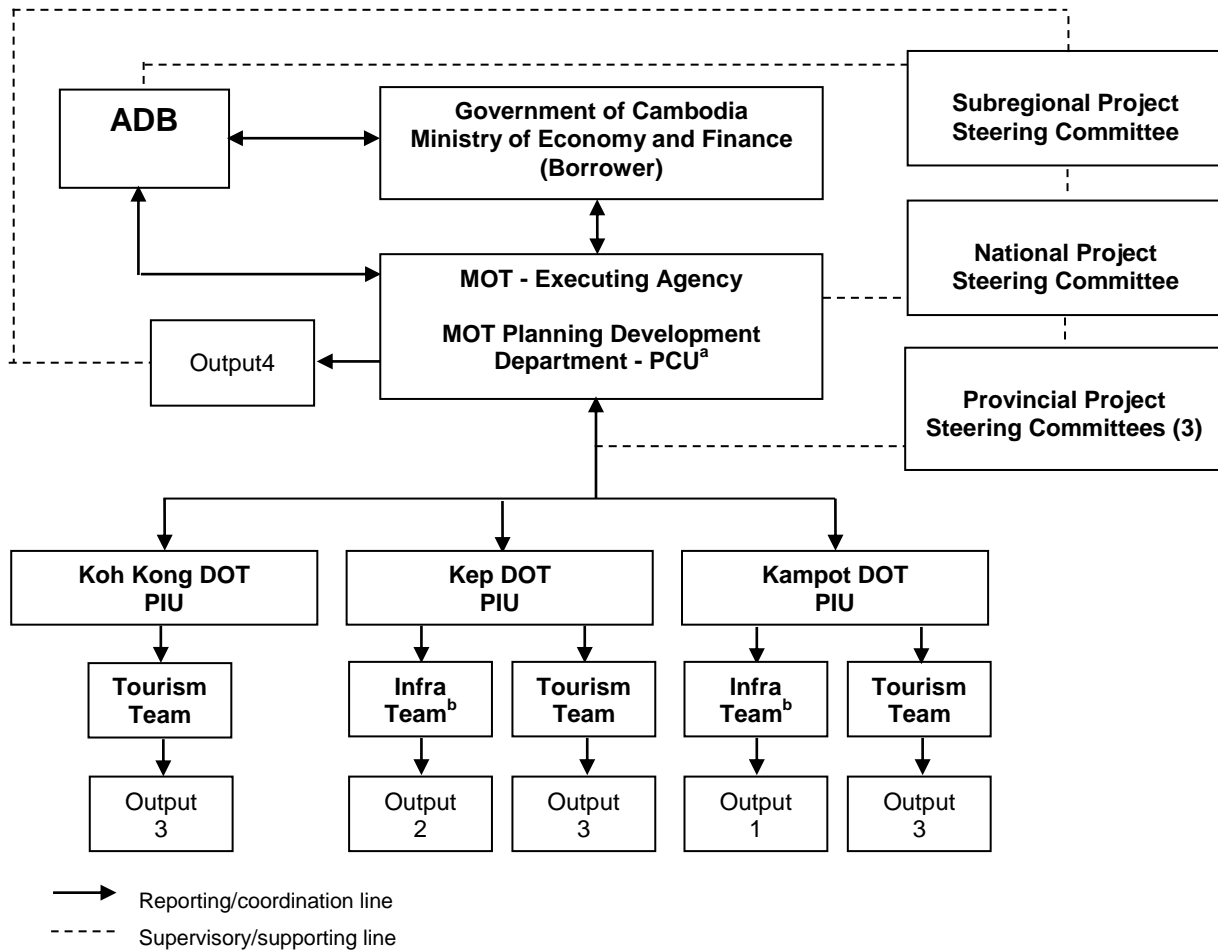 ADB
Government of Cambodia
Ministry of Economy and Finance
(Borrower)
Subregional Project
Steering Committee
National Project
Steering Committee
MOT - Executing Agency
MOT Planning Development
Department - PCUᵃ
Output4
Provincial Project
Steering Committees (3)
Koh Kong DOT
PIU
Kep DOT
PIU
Kampot DOT
PIU
Tourism
Team
Infra
Teamᵇ
Tourism
Team
Infra
Teamᵇ
Tourism
Team
Output
3
Output
2
Output
3
Output
1
Output
3
Reporting/coordination line
Supervisory/supporting line